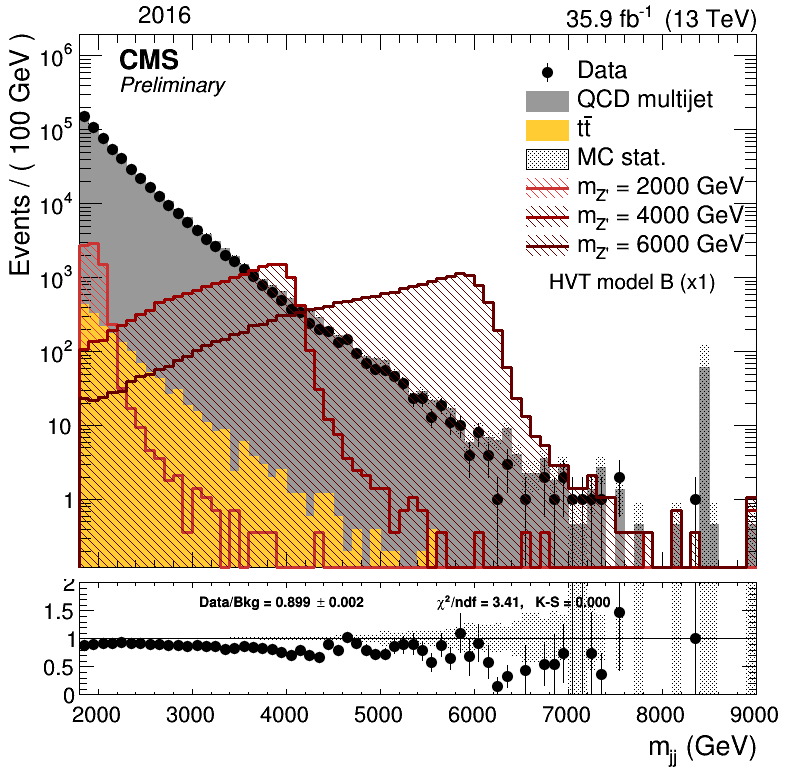 2016
35.9 fb⁻¹ (13 TeV)
CMS
Preliminary
Events / ( 100 GeV )
10⁶
10⁵
10⁴
10³
10²
10
1
Data
QCD multijet
tt̄
MC stat.
m_Z' = 2000 GeV
m_Z' = 4000 GeV
m_Z' = 6000 GeV
HVT model B (x1)
2
1.5
1
0.5
0
Data/Bkg = 0.899 ± 0.002
χ²/ndf = 3.41, K-S = 0.000
2000 3000 4000 5000 6000 7000 8000 9000
m_jj (GeV)